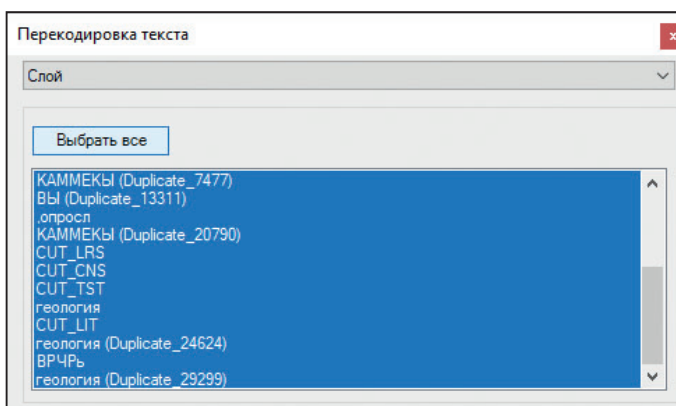 Перекодировка текста
x
Слой
Выбрать все
КАММЕКЫ (Duplicate_7477)
ВЫ (Duplicate_13311)
,опросл
КАММЕКЫ (Duplicate_20790)
CUT_LRS
CUT_CNS
CUT_TST
геология
CUT_LIT
геология (Duplicate_24624)
ВРЧРЬ
геология (Duplicate_29299)